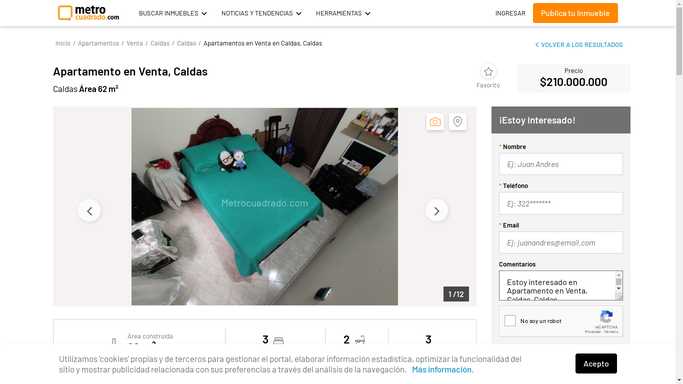 metro
cuadrado.com
BUSCAR INMUEBLES
NOTICIAS Y TENDENCIAS
HERRAMIENTAS
INGRESAR
Publica tu Inmueble
Inicio / Apartamentos / Venta / Caldas / Caldas / Apartamentos en Venta en Caldas, Caldas
VOLVER A LOS RESULTADOS
Apartamento en Venta, Caldas
Caldas Área 62 m²
Favorito
Precio
$210.000.000
Metrocuadrado.com
1 /12
¡Estoy Interesado!
* Nombre
Ej: Juan Andres
* Teléfono
Ej: 322*******
* Email
Ej: juanandres@email.com
Comentarios
Estoy interesado en
Apartamento en Venta,
Caldas, Caldas
No soy un robot
reCAPTCHA
Privacidad - Términos
Área construida
3
2
3
Utilizamos 'cookies' propias y de terceros para gestionar el portal, elaborar información estadística, optimizar la funcionalidad del
sitio y mostrar publicidad relacionada con sus preferencias a través del análisis de la navegación. Más información.
Acepto